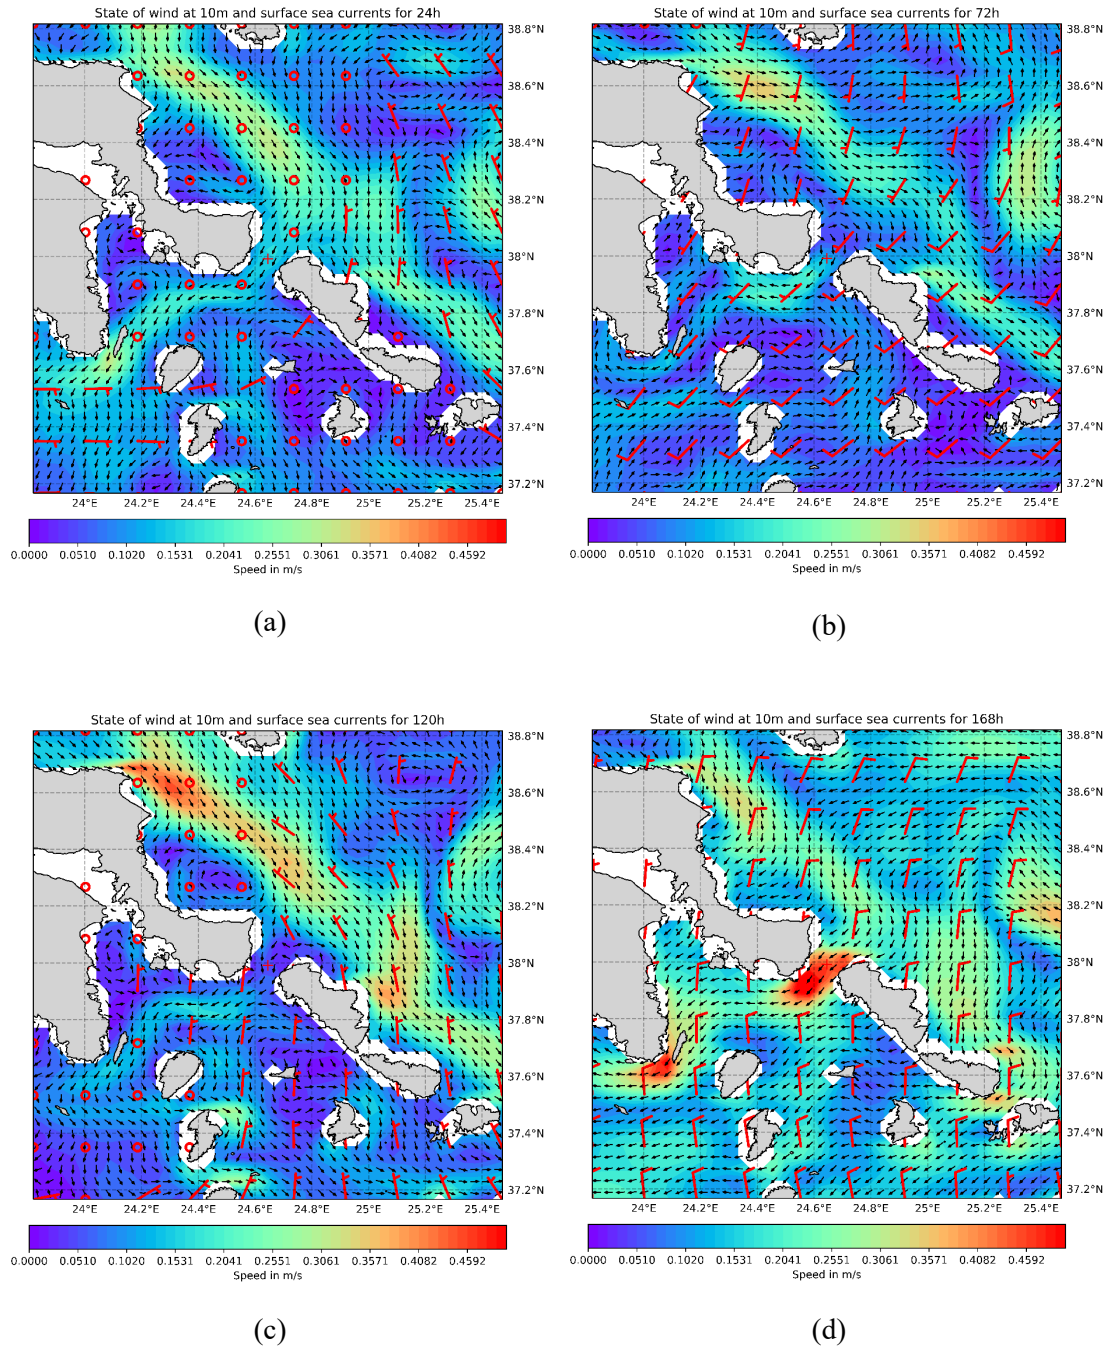 State of wind at 10m and surface sea currents for 24h
38.8°N
38.6°N
38.4°N
38.2°N
38°N
37.8°N
37.6°N
37.4°N
37.2°N
24°E 24.2°E 24.4°E 24.6°E 24.8°E 25°E 25.2°E 25.4°E
0.0000 0.0510 0.1020 0.1531 0.2041 0.2551 0.3061 0.3571 0.4082 0.4592
Speed in m/s
(a)
State of wind at 10m and surface sea currents for 72h
38.8°N
38.6°N
38.4°N
38.2°N
38°N
37.8°N
37.6°N
37.4°N
37.2°N
24°E 24.2°E 24.4°E 24.6°E 24.8°E 25°E 25.2°E 25.4°E
0.0000 0.0510 0.1020 0.1531 0.2041 0.2551 0.3061 0.3571 0.4082 0.4592
Speed in m/s
(b)
State of wind at 10m and surface sea currents for 120h
38.8°N
38.6°N
38.4°N
38.2°N
38°N
37.8°N
37.6°N
37.4°N
37.2°N
24°E 24.2°E 24.4°E 24.6°E 24.8°E 25°E 25.2°E 25.4°E
0.0000 0.0510 0.1020 0.1531 0.2041 0.2551 0.3061 0.3571 0.4082 0.4592
Speed in m/s
(c)
State of wind at 10m and surface sea currents for 168h
38.8°N
38.6°N
38.4°N
38.2°N
38°N
37.8°N
37.6°N
37.4°N
37.2°N
24°E 24.2°E 24.4°E 24.6°E 24.8°E 25°E 25.2°E 25.4°E
0.0000 0.0510 0.1020 0.1531 0.2041 0.2551 0.3061 0.3571 0.4082 0.4592
Speed in m/s
(d)